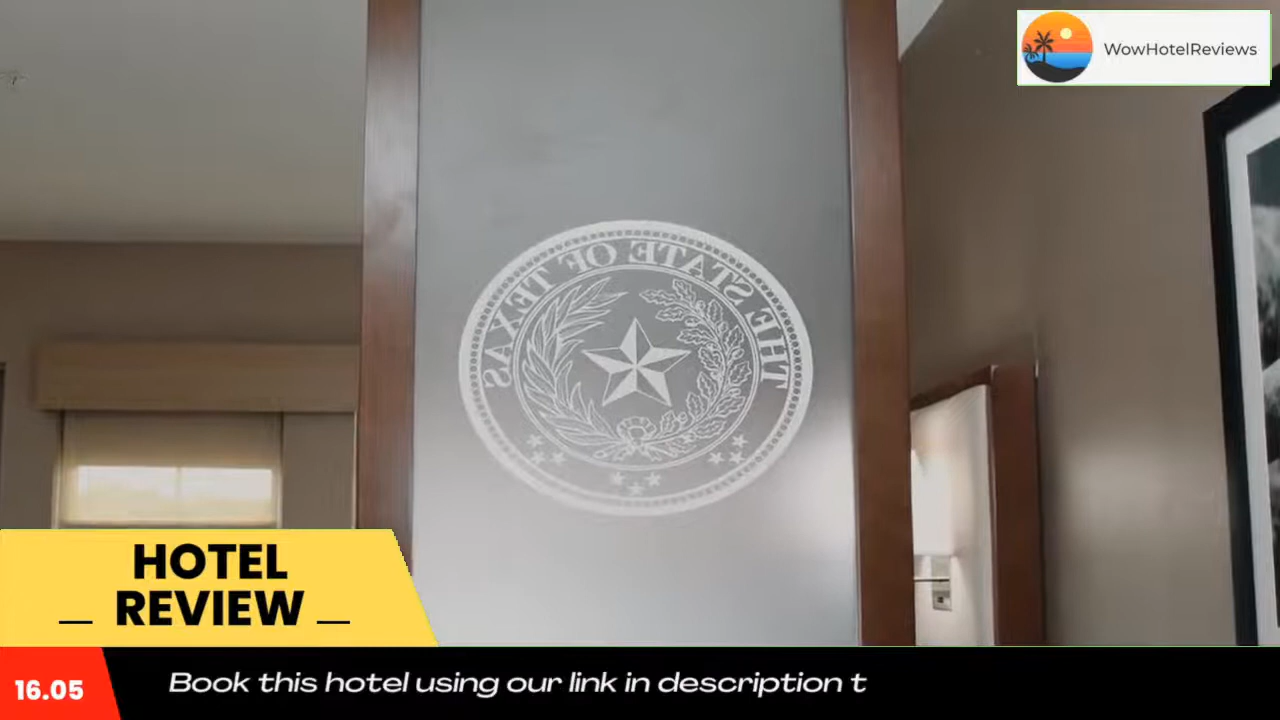 WowHotelReviews
THE STATE OF TEXAS
HOTEL
REVIEW
16.05
Book this hotel using our link in description t